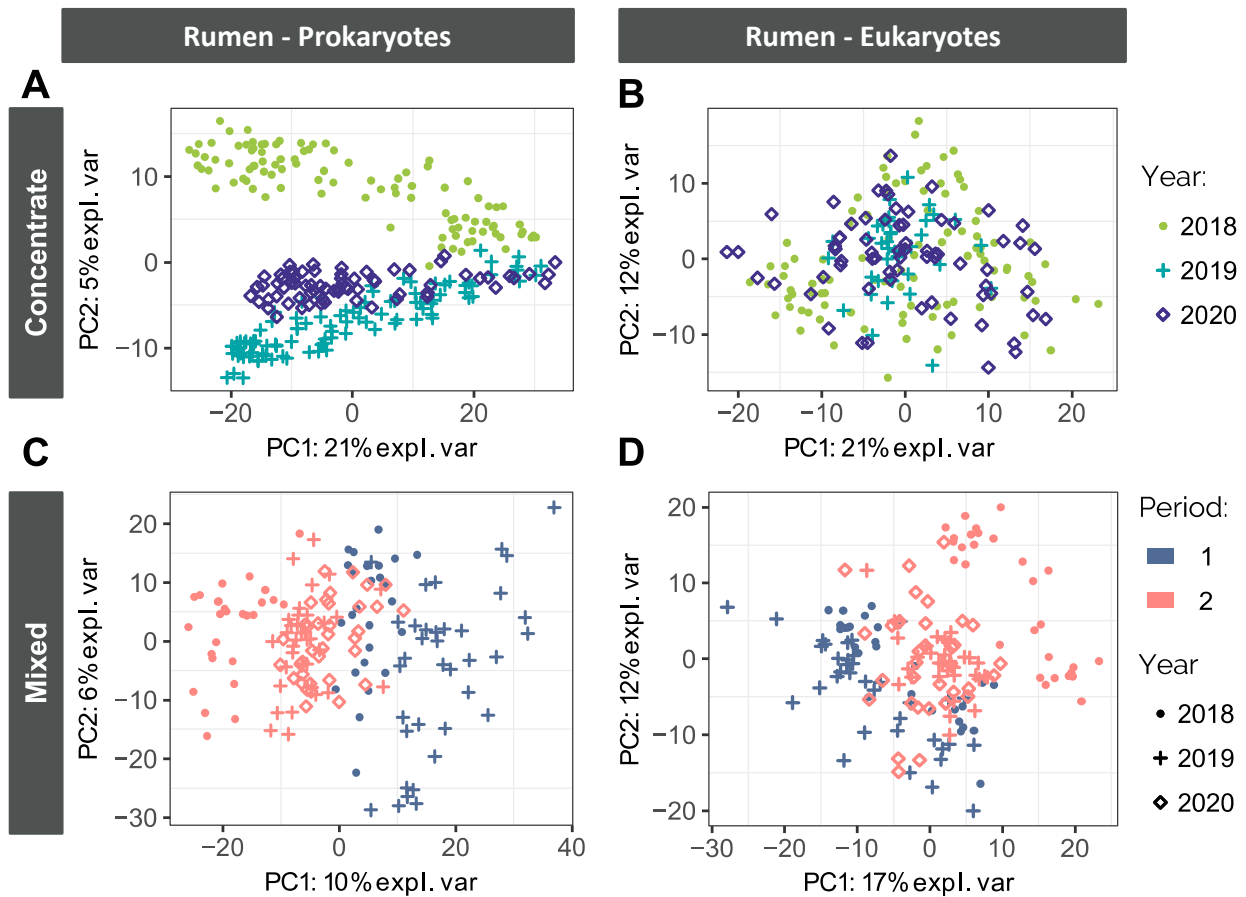 Rumen - Prokaryotes
Rumen - Eukaryotes
A
B
Concentrate
PC2: 5% expl. var
10
0
−10
−20
0
20
PC1: 21% expl. var
PC2: 12% expl. var
10
0
−10
−20
−10
0
10
20
PC1: 21% expl. var
Year:
2018
2019
2020
C
D
Mixed
PC2: 6% expl. var
20
10
0
−10
−20
−30
−20
0
20
40
PC1: 10% expl. var
PC2: 12% expl. var
20
10
0
−10
−20
−30
−20
−10
0
10
20
PC1: 17% expl. var
Period:
1
2
Year
2018
2019
2020